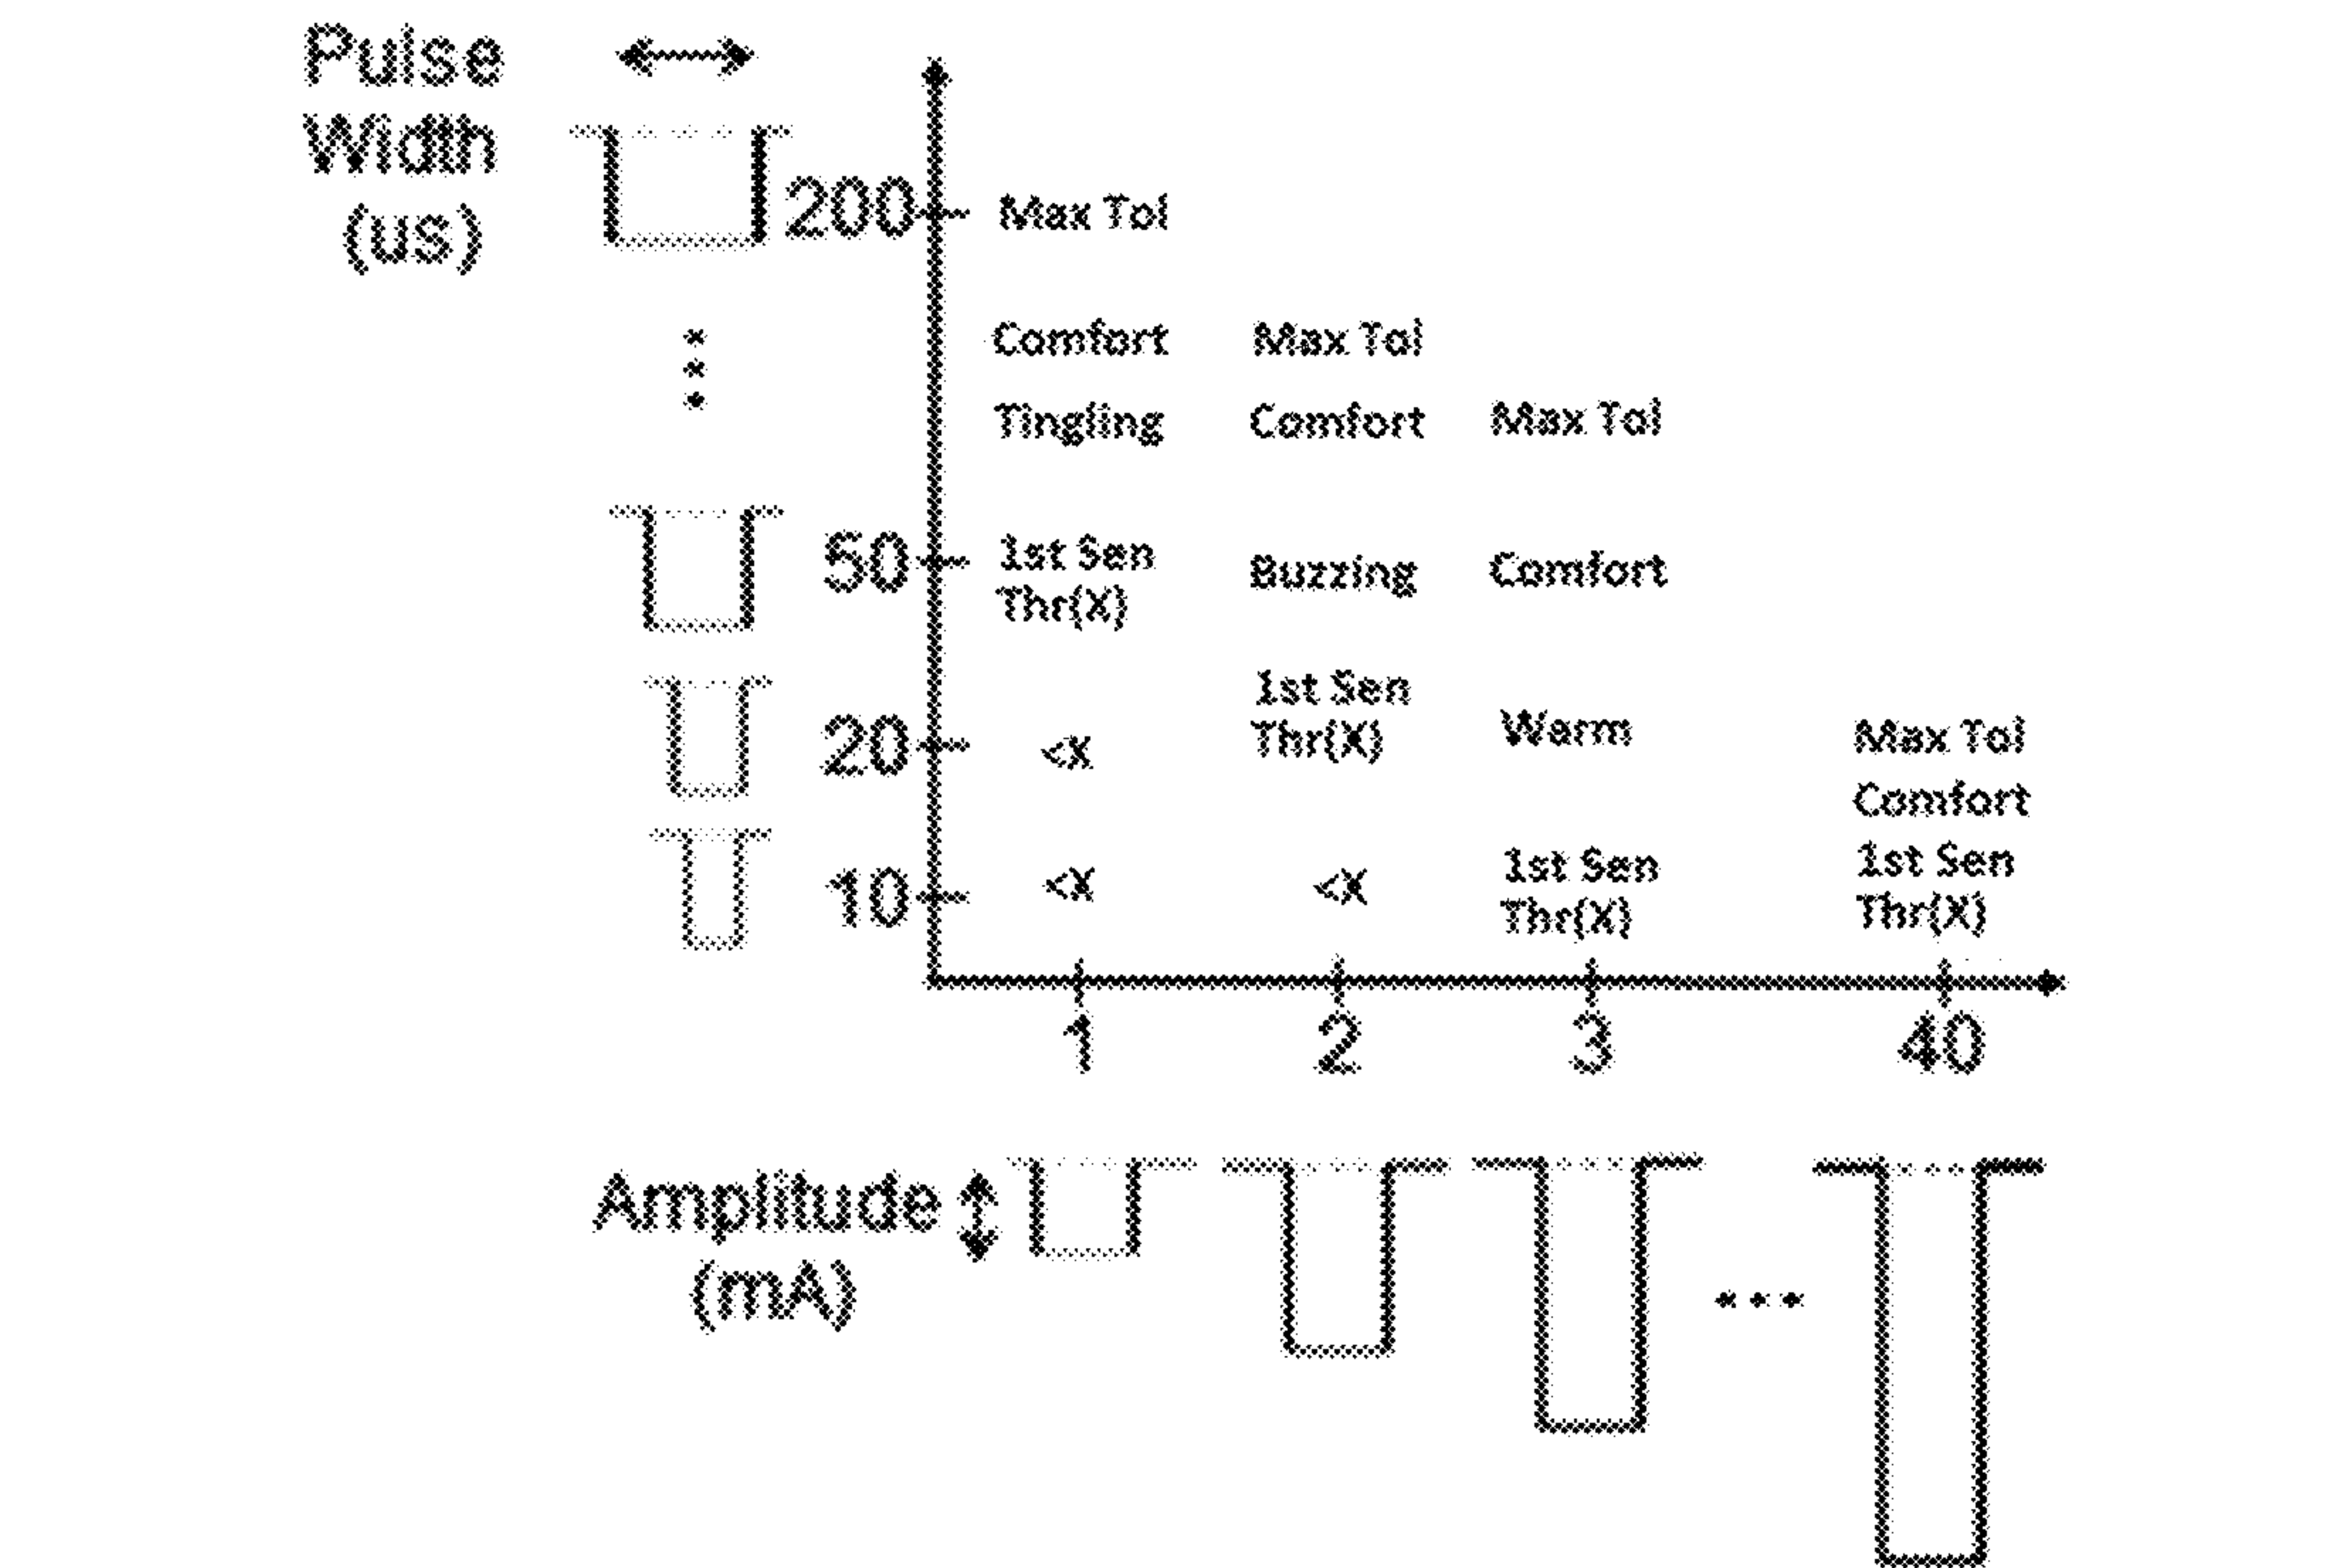 Pulse
Width
(us)
200
Max Tol
Comfort
Max Tol
Tingling
Comfort
Max Tol
50
1st Sen
Thr(X)
Buzzing
Comfort
20
<X
1st Sen
Thr(X)
Warm
Max Tol
Comfort
1st Sen
Thr(X)
10
<X
<X
1st Sen
Thr(X)
1
2
3
40
Amplitude
(mA)